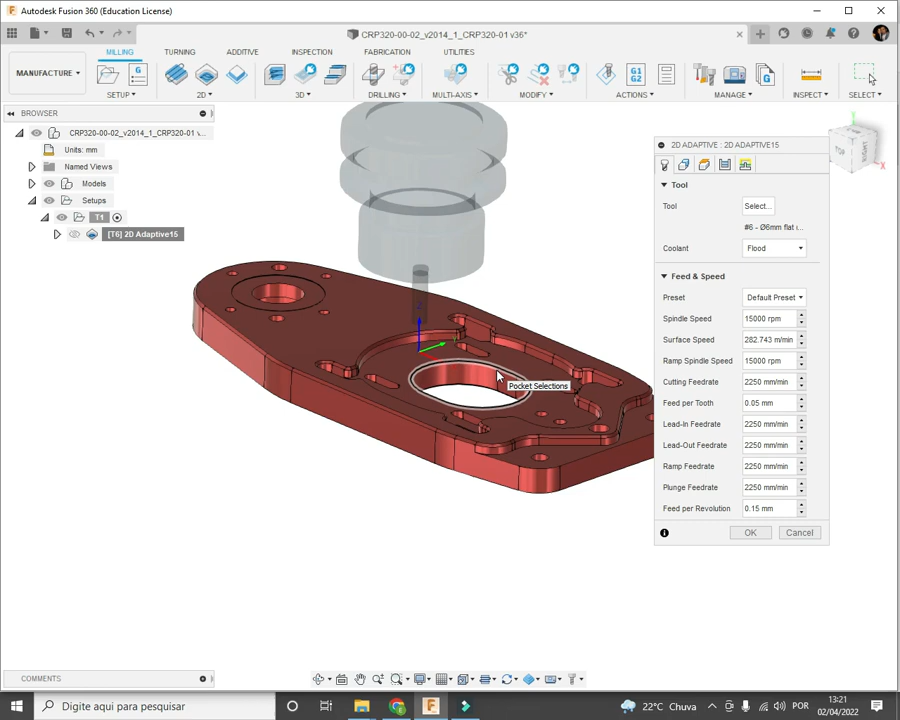 Autodesk Fusion 360 (Education License)
CRP320-00-02_v2014_1_CRP320-01 v36*
MANUFACTURE
MILLING TURNING ADDITIVE INSPECTION FABRICATION UTILITIES
G1
G2
SETUP 2D 3D DRILLING MULTI-AXIS MODIFY ACTIONS MANAGE INSPECT SELECT
BROWSER
CRP320-00-02_v2014_1_CRP320-01 v...
Units: mm
Named Views
Models
Setups
T1
[T6] 2D Adaptive15
Z
Y
X
Pocket Selections
2D ADAPTIVE : 2D ADAPTIVE15
Tool
Tool Select...
#6 - Ø6mm flat (...
Coolant Flood
Feed & Speed
Preset Default Preset
Spindle Speed 15000 rpm
Surface Speed 282.743 m/min
Ramp Spindle Speed 15000 rpm
Cutting Feedrate 2250 mm/min
Feed per Tooth 0.05 mm
Lead-In Feedrate 2250 mm/min
Lead-Out Feedrate 2250 mm/min
Ramp Feedrate 2250 mm/min
Plunge Feedrate 2250 mm/min
Feed per Revolution 0.15 mm
OK Cancel
COMMENTS
Digite aqui para pesquisar
22°C Chuva
POR
13:21
02/04/2022